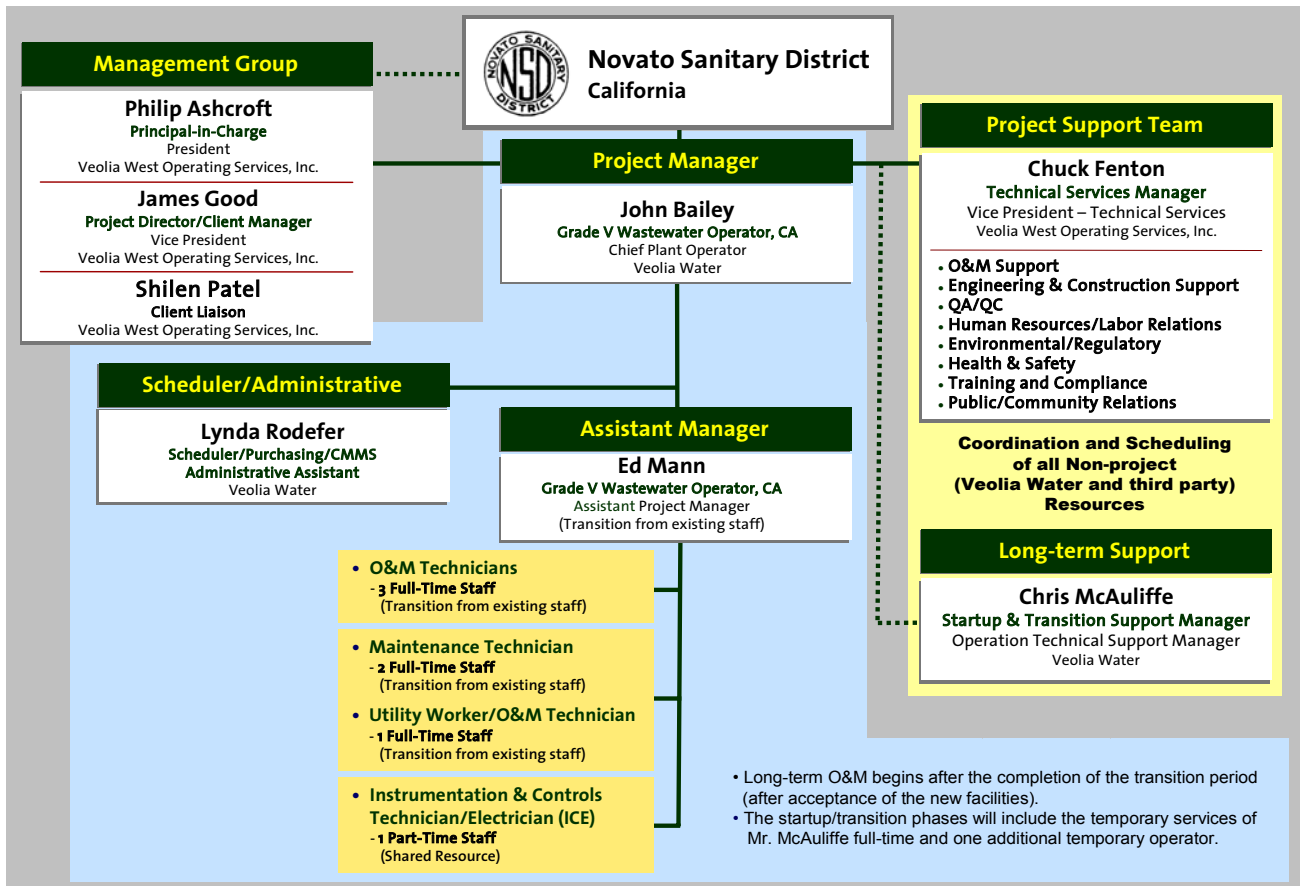 Management Group
Philip Ashcroft
Principal-in-Charge
President
Veolia West Operating Services, Inc.
James Good
Project Director/Client Manager
Vice President
Veolia West Operating Services, Inc.
Shilen Patel
Client Liaison
Veolia West Operating Services, Inc.
NOVATO SANITARY DISTRICT
NSD
Novato Sanitary District
California
Project Manager
John Bailey
Grade V Wastewater Operator, CA
Chief Plant Operator
Veolia Water
Project Support Team
Chuck Fenton
Technical Services Manager
Vice President – Technical Services
Veolia West Operating Services, Inc.
• O&M Support
• Engineering & Construction Support
• QA/QC
• Human Resources/Labor Relations
• Environmental/Regulatory
• Health & Safety
• Training and Compliance
• Public/Community Relations
Coordination and Scheduling
of all Non-project
(Veolia Water and third party)
Resources
Long-term Support
Chris McAuliffe
Startup & Transition Support Manager
Operation Technical Support Manager
Veolia Water
Scheduler/Administrative
Lynda Rodefer
Scheduler/Purchasing/CMMS
Administrative Assistant
Veolia Water
Assistant Manager
Ed Mann
Grade V Wastewater Operator, CA
Assistant Project Manager
(Transition from existing staff)
• O&M Technicians
- 3 Full-Time Staff
(Transition from existing staff)
• Maintenance Technician
- 2 Full-Time Staff
(Transition from existing staff)
• Utility Worker/O&M Technician
- 1 Full-Time Staff
(Transition from existing staff)
• Instrumentation & Controls
Technician/Electrician (ICE)
- 1 Part-Time Staff
(Shared Resource)
• Long-term O&M begins after the completion of the transition period
(after acceptance of the new facilities).
• The startup/transition phases will include the temporary services of
Mr. McAuliffe full-time and one additional temporary operator.